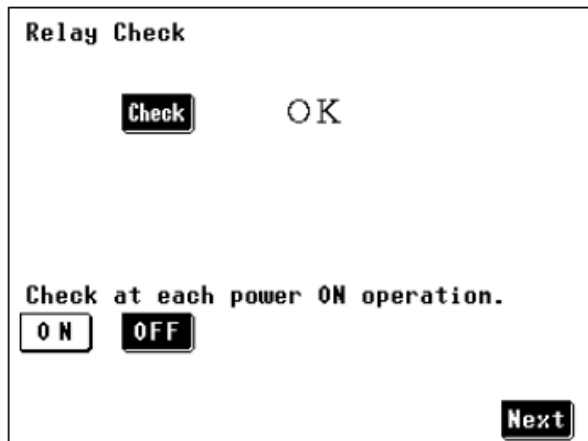 Relay Check
Check OK
Check at each power ON operation.
ON OFF
Next